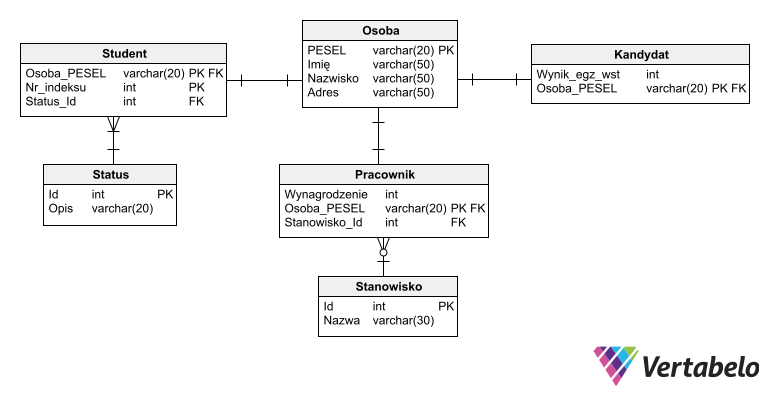 Osoba
PESEL varchar(20) PK
Imię varchar(50)
Nazwisko varchar(50)
Adres varchar(50)
Student
Osoba_PESEL varchar(20) PK FK
Nr_indeksu int PK
Status_Id int FK
Kandydat
Wynik_egz_wst int
Osoba_PESEL varchar(20) PK FK
Status
Id int PK
Opis varchar(20)
Pracownik
Wynagrodzenie int
Osoba_PESEL varchar(20) PK FK
Stanowisko_Id int FK
Stanowisko
Id int PK
Nazwa varchar(30)
Vertabelo